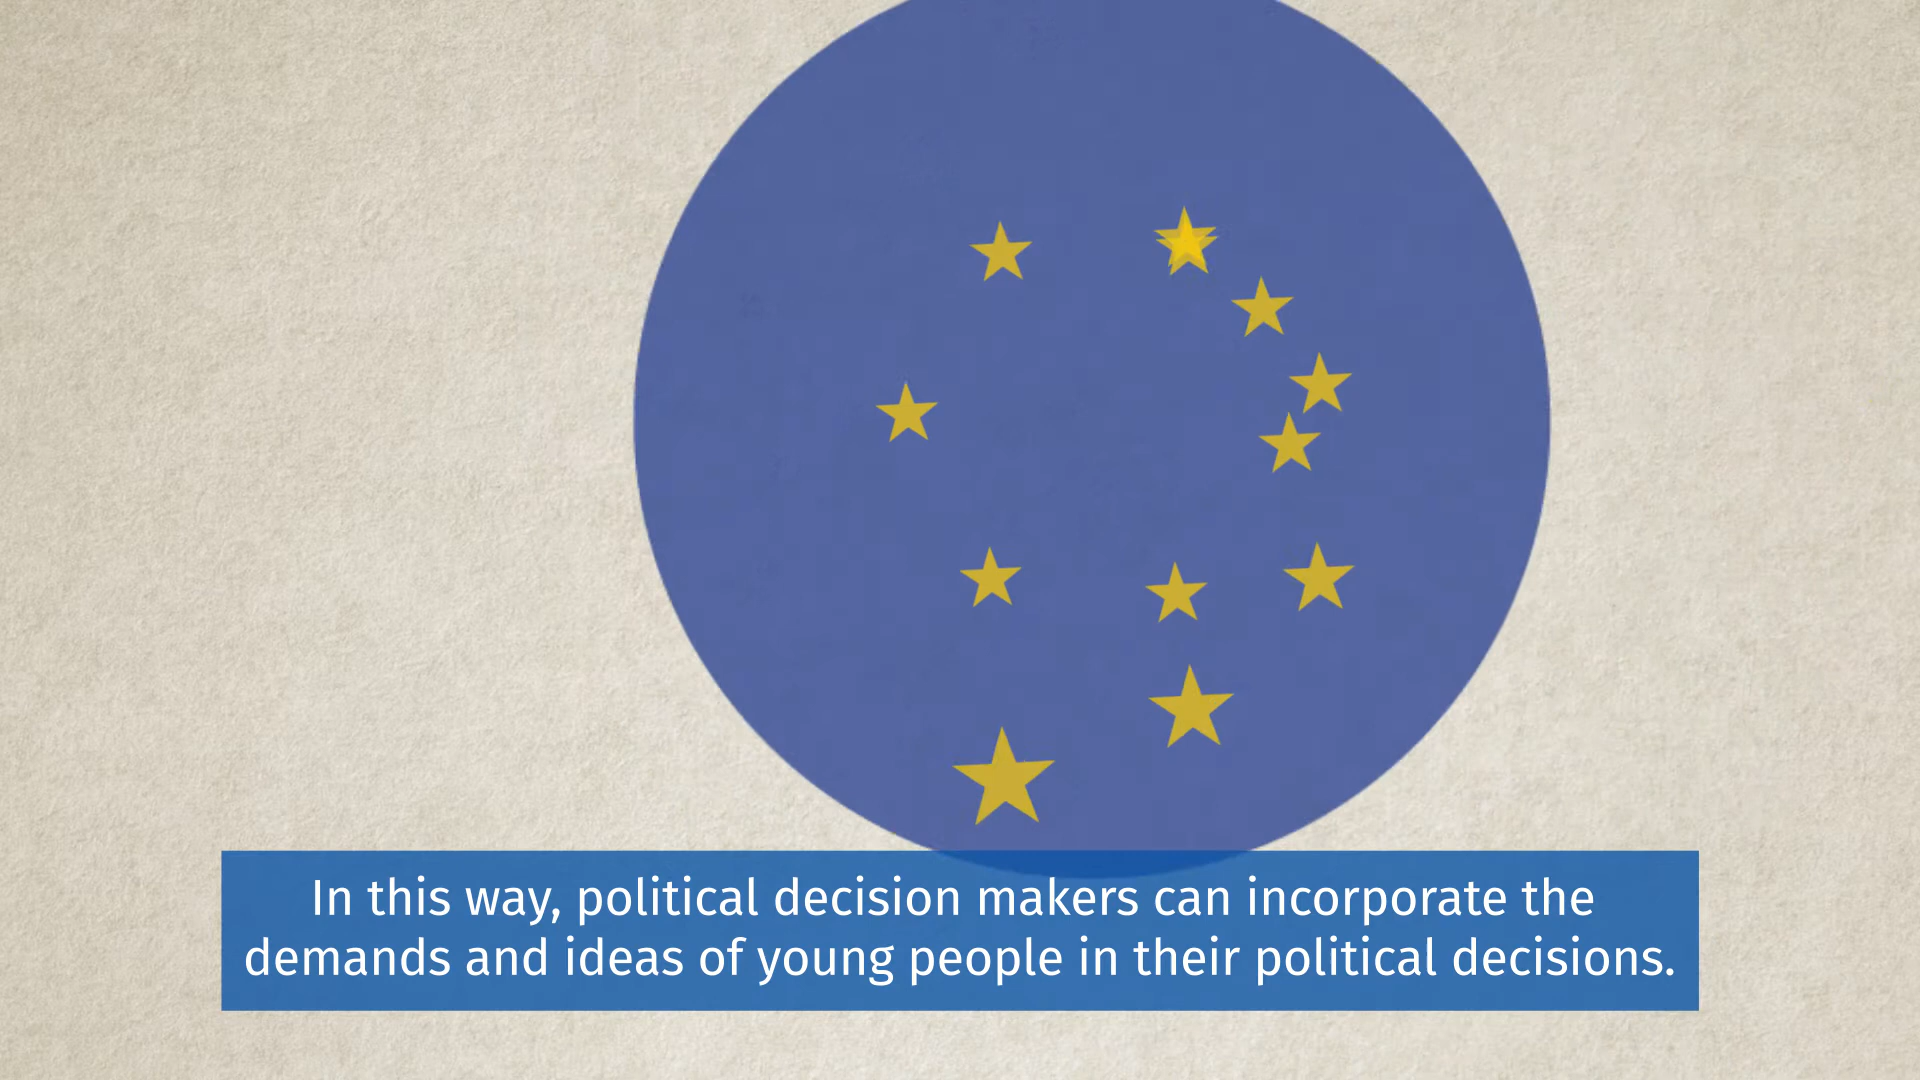 In this way, political decision makers can incorporate the
demands and ideas of young people in their political decisions.